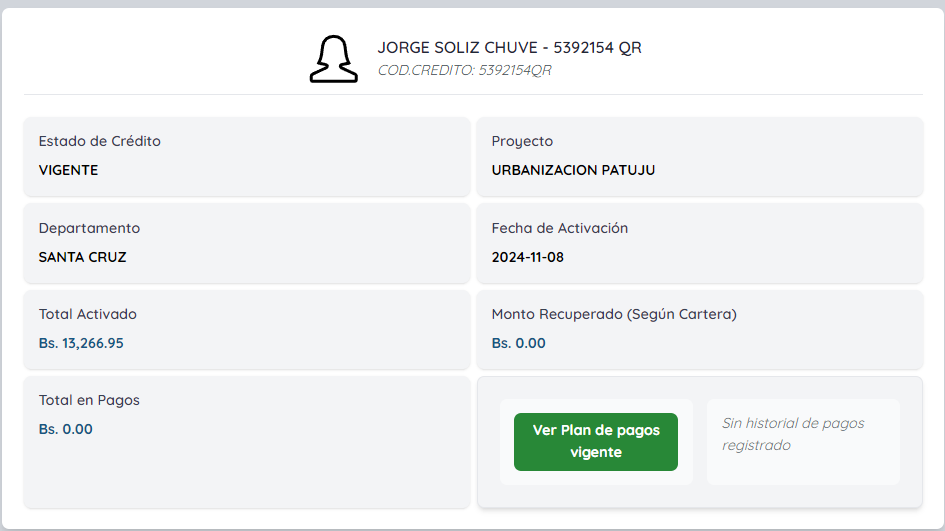 JORGE SOLIZ CHUVE - 5392154 QR
COD.CREDITO: 5392154QR
Estado de Crédito
VIGENTE
Proyecto
URBANIZACION PATUJU
Departamento
SANTA CRUZ
Fecha de Activación
2024-11-08
Total Activado
Bs. 13,266.95
Monto Recuperado (Según Cartera)
Bs. 0.00
Total en Pagos
Bs. 0.00
Ver Plan de pagos
vigente
Sin historial de pagos
registrado